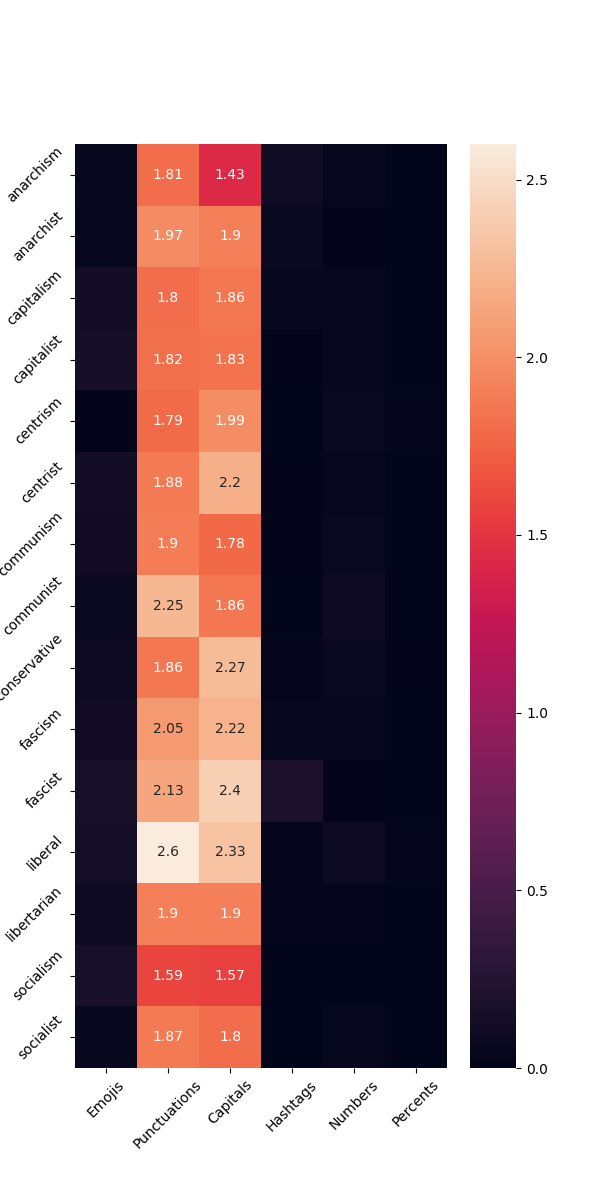 anarchism 1.81 1.43
anarchist 1.97 1.9
capitalism 1.8 1.86
capitalist 1.82 1.83
centrism 1.79 1.99
centrist 1.88 2.2
communism 1.9 1.78
communist 2.25 1.86
conservative 1.86 2.27
fascism 2.05 2.22
fascist 2.13 2.4
liberal 2.6 2.33
libertarian 1.9 1.9
socialism 1.59 1.57
socialist 1.87 1.8
Emojis Punctuations Capitals Hashtags Numbers Percents
2.5
2.0
1.5
1.0
0.5
0.0